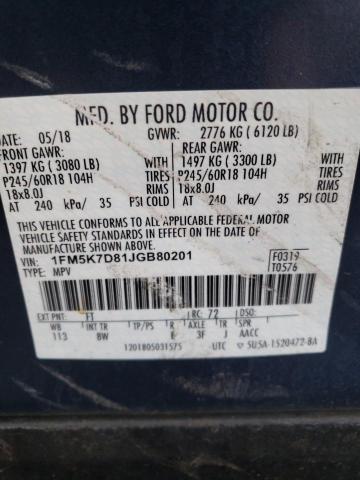 MFD. BY FORD MOTOR CO.
DATE: 05/18 GVWR: 2776 KG ( 6120 LB)
FRONT GAWR: REAR GAWR:
1397 KG ( 3080 LB) WITH 1497 KG ( 3300 LB) WITH
P245/60R18 104H TIRES P245/60R18 104H TIRES
18x8.0J RIMS 18x8.0J RIMS
AT 240 kPa/ 35 PSI COLD AT 240 kPa/ 35 PSI COLD
THIS VEHICLE CONFORMS TO ALL APPLICABLE FEDERAL MOTOR
VEHICLE SAFETY STANDARDS IN EFFECT ON THE DATE OF
MANUFACTURE SHOWN ABOVE.
VIN: 1FM5K7D81JGB80201 F0319
TYPE: MPV T0576
EXT PNT: FT RC: 72 DSO:
WB INT TR TP/PS R AXLE TR SPR
113 8W E 3F J AACC
1201805031575 UTC 5U5A-1520472-BA